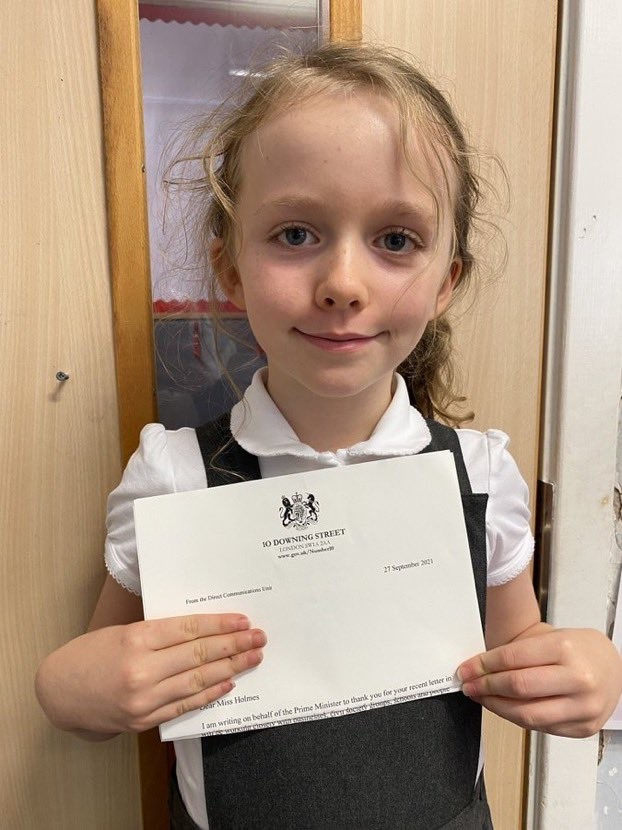 10 DOWNING STREET
LONDON SW1A 2AA
www.gov.uk/Number10
27 September 2021
From the Direct Communications Unit
Dear Miss Holmes
I am writing on behalf of the Prime Minister to thank you for your recent letter in